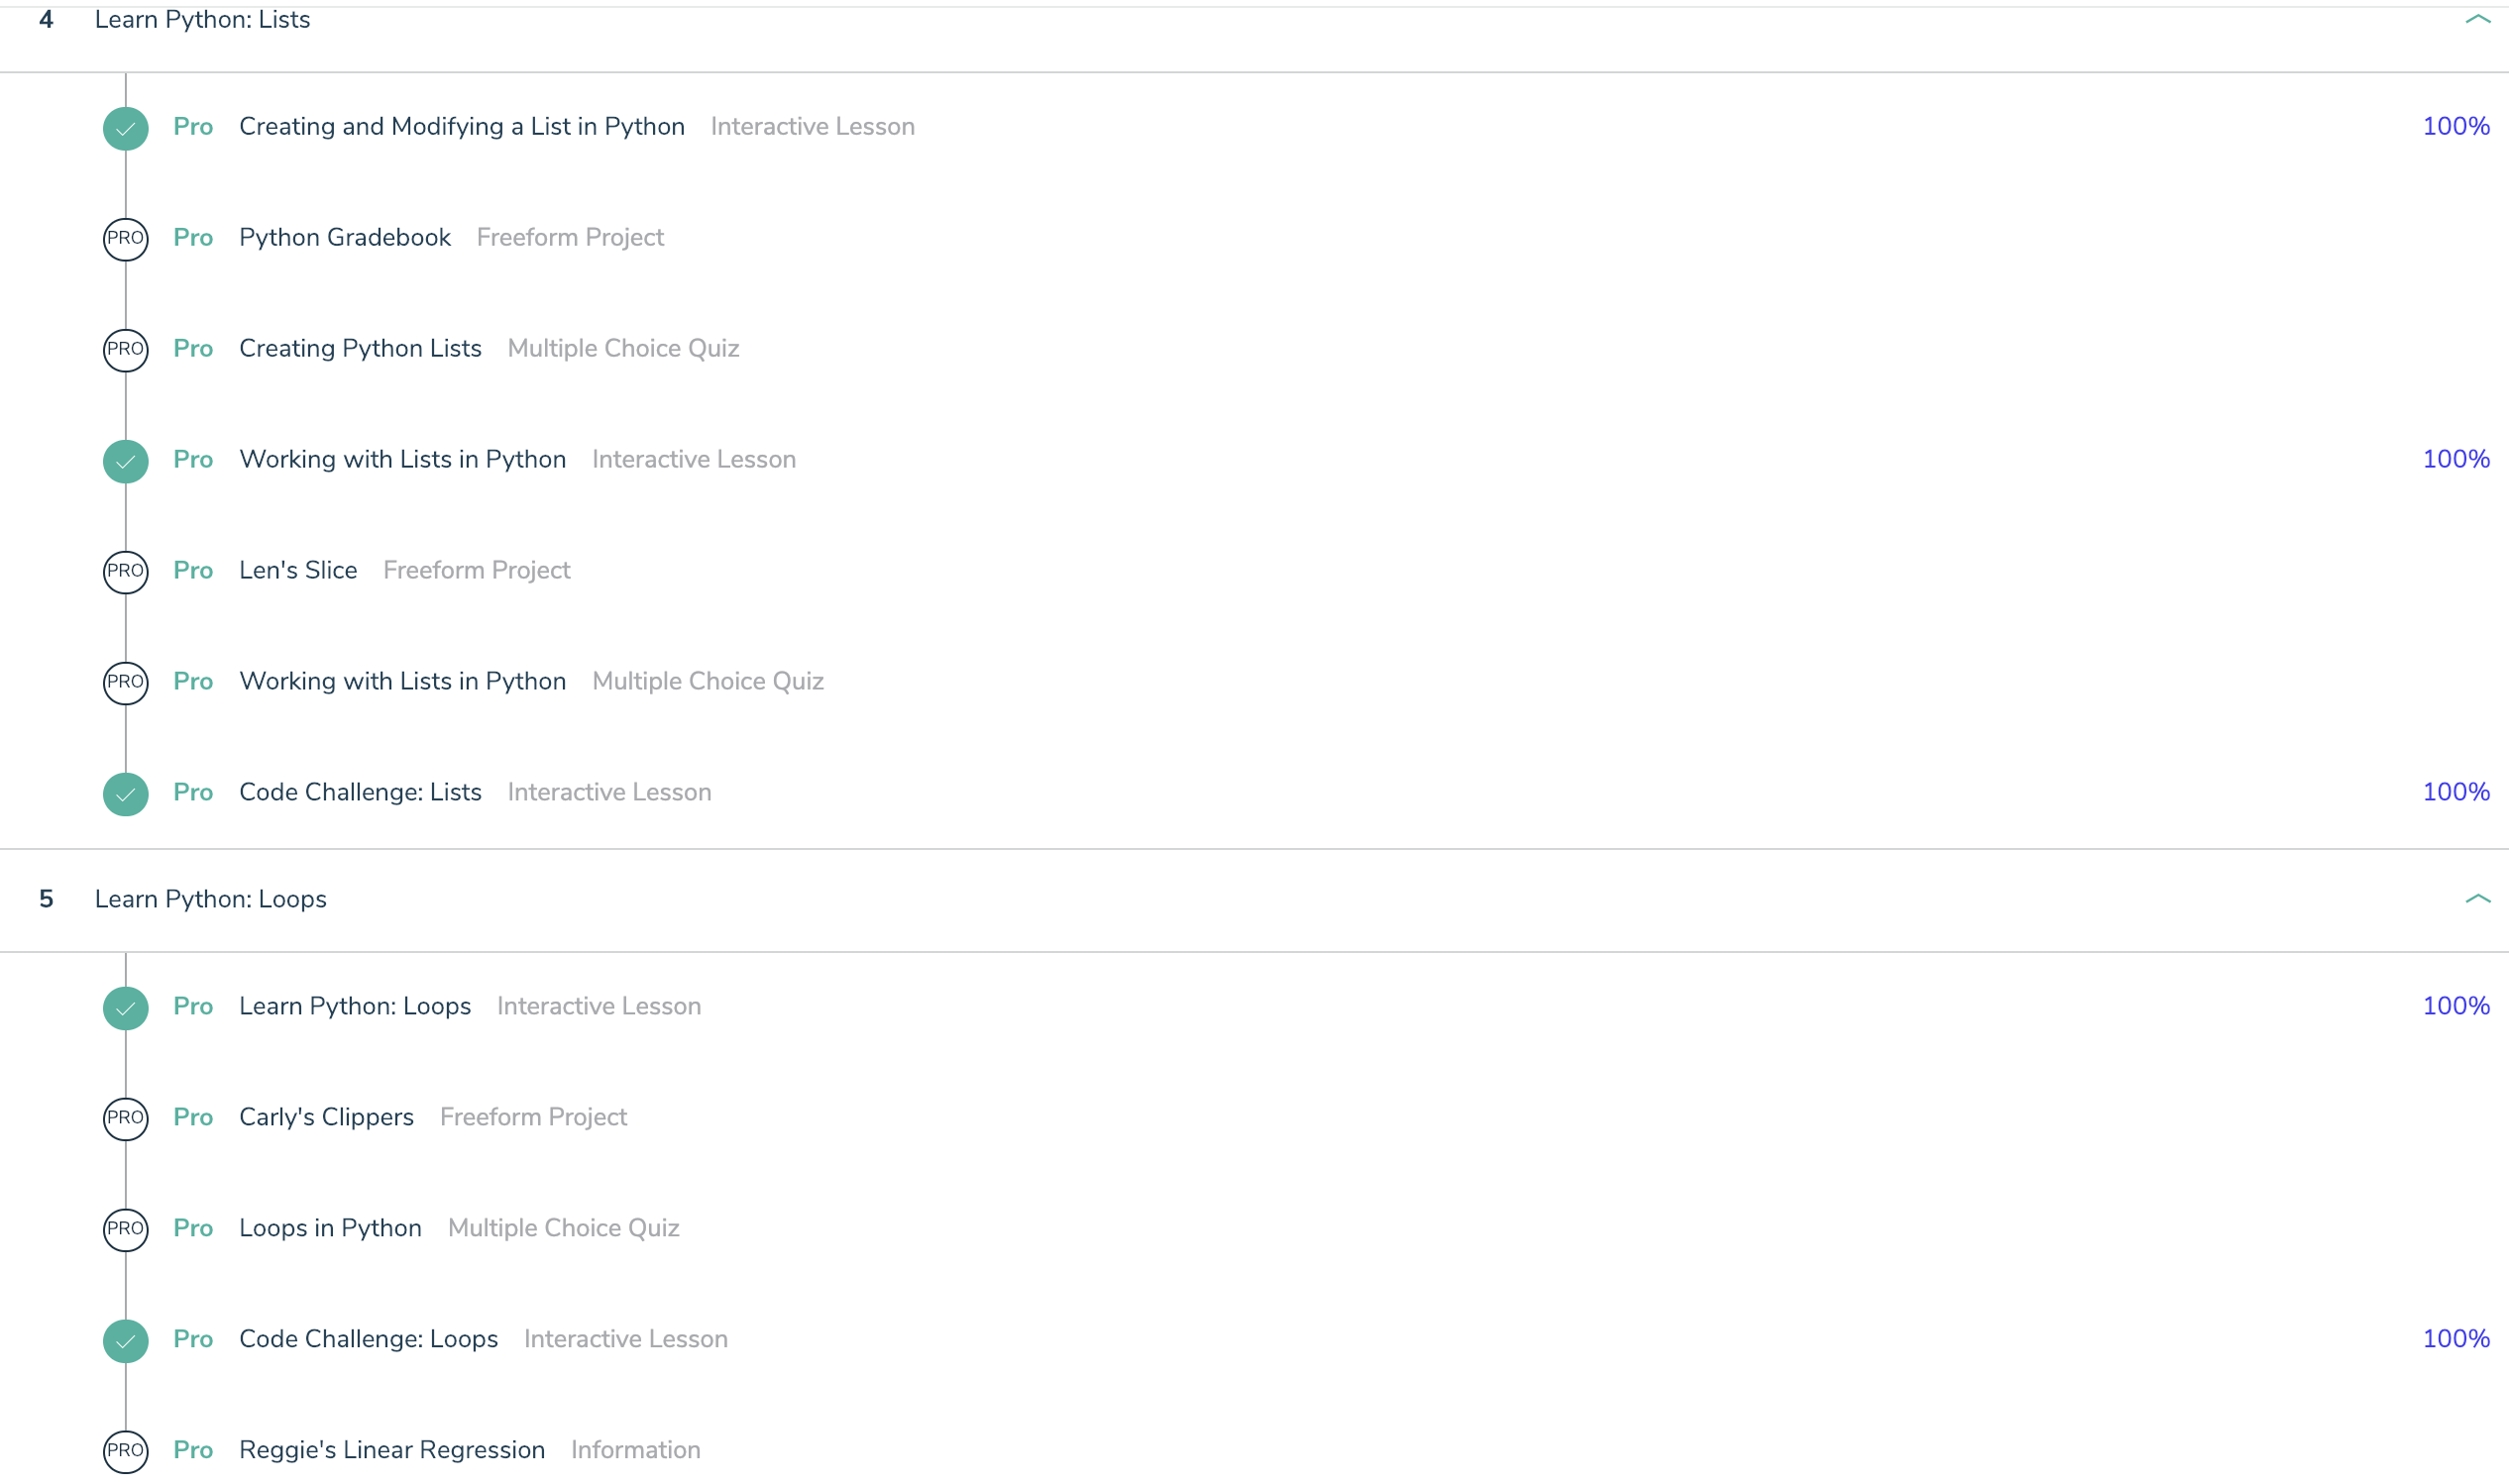 4 Learn Python: Lists
Pro Creating and Modifying a List in Python Interactive Lesson 100%
PRO Pro Python Gradebook Freeform Project
PRO Pro Creating Python Lists Multiple Choice Quiz
Pro Working with Lists in Python Interactive Lesson 100%
PRO Pro Len's Slice Freeform Project
PRO Pro Working with Lists in Python Multiple Choice Quiz
Pro Code Challenge: Lists Interactive Lesson 100%
5 Learn Python: Loops
Pro Learn Python: Loops Interactive Lesson 100%
PRO Pro Carly's Clippers Freeform Project
PRO Pro Loops in Python Multiple Choice Quiz
Pro Code Challenge: Loops Interactive Lesson 100%
PRO Pro Reggie's Linear Regression Information